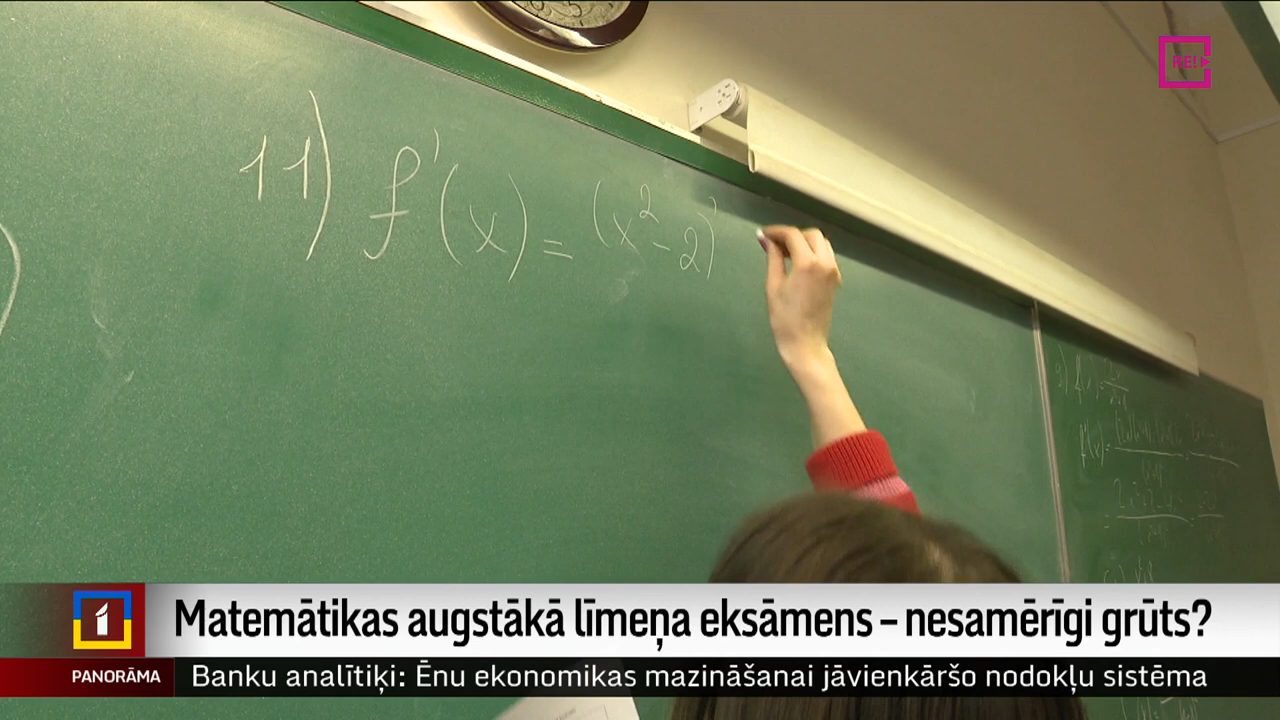 RE!
11) f'(x) = (x² - 2)'
1
Matemātikas augstākā līmeņa eksāmens – nesamērīgi grūts?
PANORĀMA
Banku analītiķi: Ēnu ekonomikas mazināšanai jāvienkāršo nodokļu sistēma